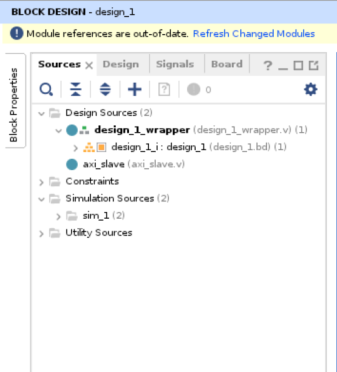 BLOCK DESIGN - design_1
Module references are out-of-date. Refresh Changed Modules
Block Properties
Sources Design Signals Board ?
0
Design Sources (2)
design_1_wrapper (design_1_wrapper.v) (1)
design_1_i : design_1 (design_1.bd) (1)
axi_slave (axi_slave.v)
Constraints
Simulation Sources (2)
sim_1 (2)
Utility Sources